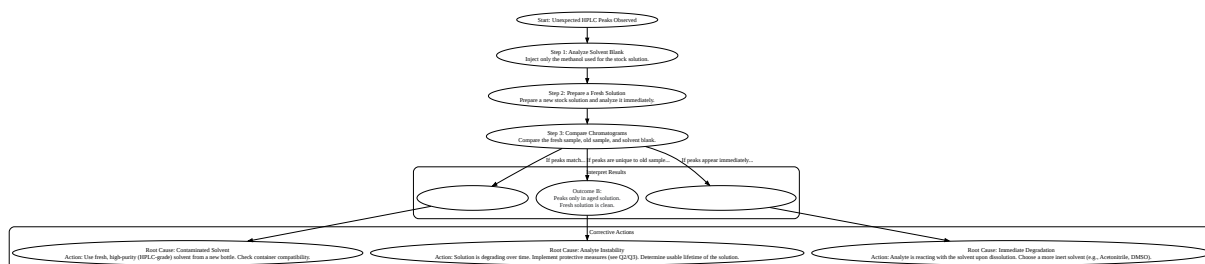 Start: Unexpected HPLC Peaks Observed
Step 1: Analyze Solvent Blank
Inject only the methanol used for the stock solution.
Step 2: Prepare a Fresh Solution
Prepare a new stock solution and analyze it immediately.
Step 3: Compare Chromatograms
Compare the fresh sample, old sample, and solvent blank.
If peaks match...
If peaks are unique to old sample...
If peaks appear immediately...
Interpret Results
Outcome B:
Peaks only in aged solution.
Fresh solution is clean.
Corrective Actions
Root Cause: Contaminated Solvent
Action: Use fresh, high-purity (HPLC-grade) solvent from a new bottle. Check container compatibility.
Root Cause: Analyte Instability
Action: Solution is degrading over time. Implement protective measures (see Q2/Q3). Determine usable lifetime of the solution.
Root Cause: Immediate Degradation
Action: Analyte is reacting with the solvent upon dissolution. Choose a more inert solvent (e.g., Acetonitrile, DMSO).